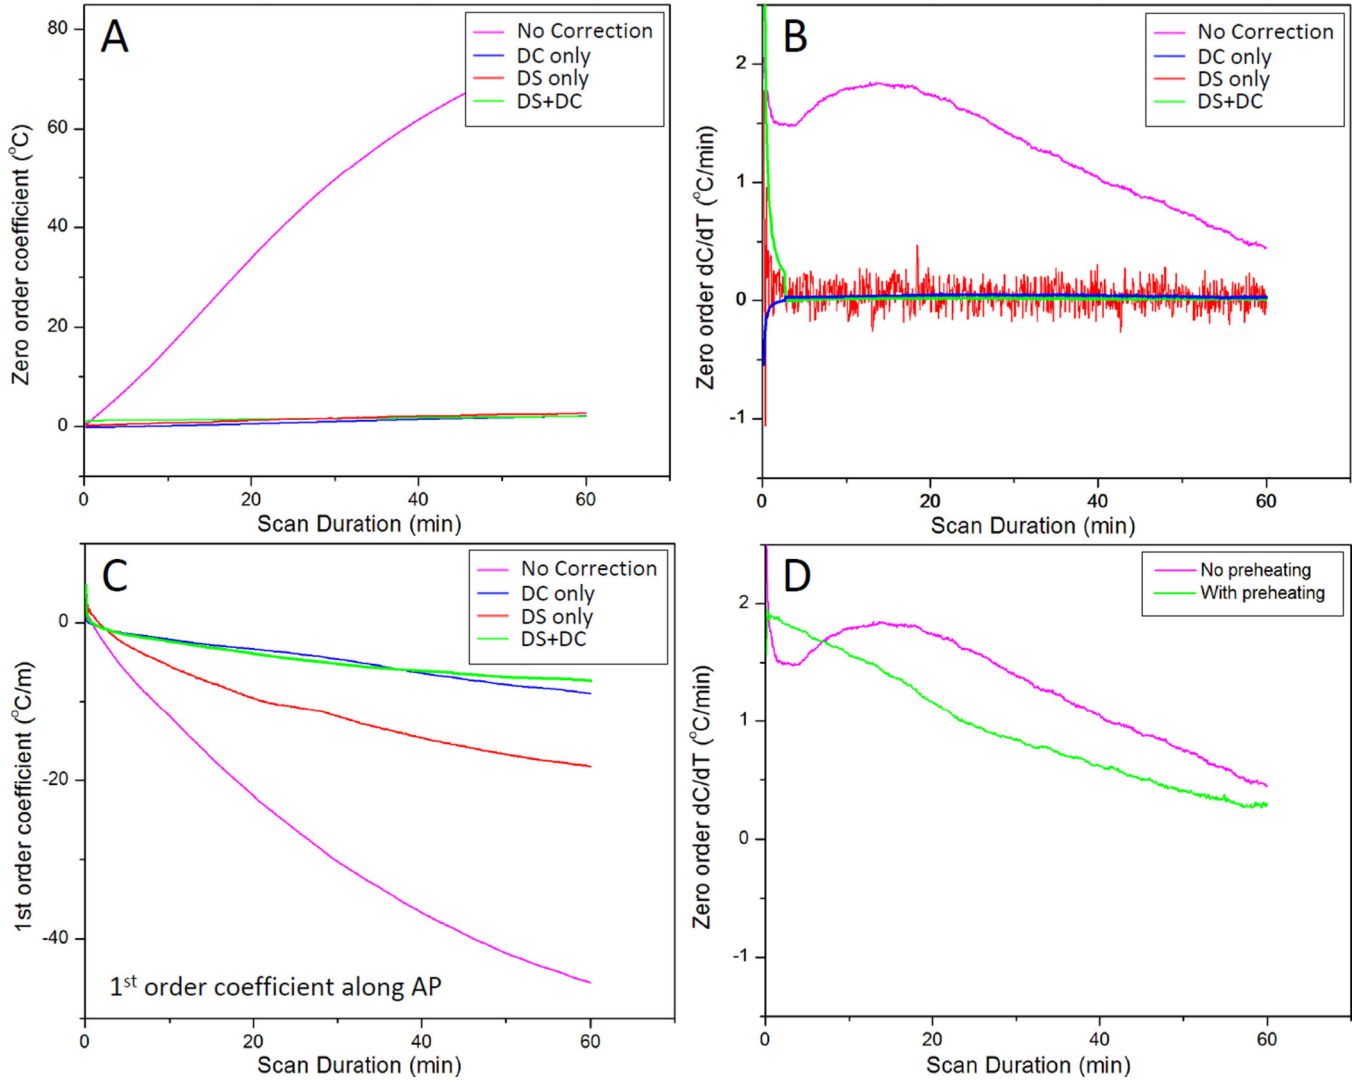 A
No Correction
DC only
DS only
DS+DC
80
60
40
20
0
Zero order coefficient (°C)
0
20
40
60
Scan Duration (min)
B
No Correction
DC only
DS only
DS+DC
2
1
0
-1
Zero order dC/dT (°C/min)
0
20
40
60
Scan Duration (min)
C
No Correction
DC only
DS only
DS+DC
0
-20
-40
1st order coefficient (°C/m)
1st order coefficient along AP
0
20
40
60
Scan Duration (min)
D
No preheating
With preheating
2
1
0
-1
Zero order dC/dT (°C/min)
0
20
40
60
Scan Duration (min)